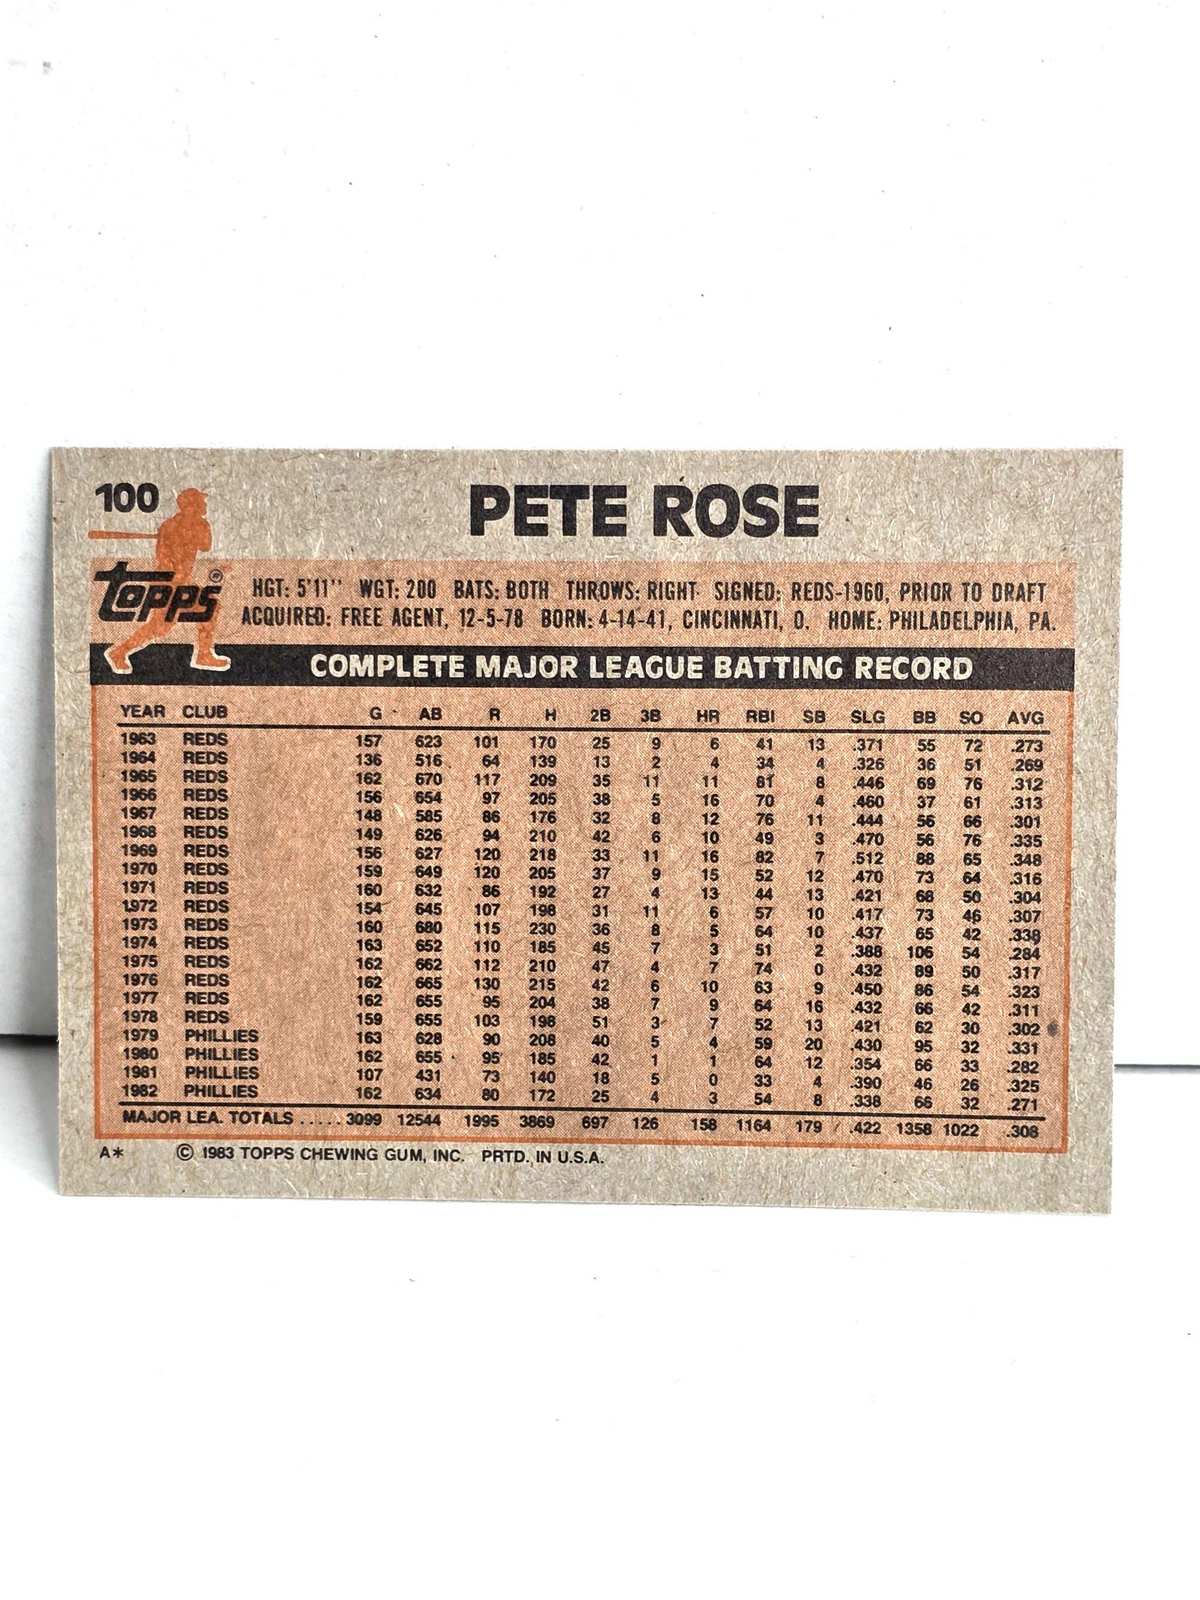 100 PETE ROSE
topps®
HGT: 5'11'' WGT: 200 BATS: BOTH THROWS: RIGHT SIGNED: REDS-1960, PRIOR TO DRAFT
ACQUIRED: FREE AGENT, 12-5-78 BORN: 4-14-41, CINCINNATI, O. HOME: PHILADELPHIA, PA.
COMPLETE MAJOR LEAGUE BATTING RECORD
YEAR CLUB G AB R H 2B 3B HR RBI SB SLG BB SO AVG
1963 REDS 157 623 101 170 25 9 6 41 13 .371 55 72 .273
1964 REDS 136 516 64 139 13 2 4 34 4 .326 36 51 .269
1965 REDS 162 670 117 209 35 11 11 81 8 .446 69 76 .312
1966 REDS 156 654 97 205 38 5 16 70 4 .460 37 61 .313
1967 REDS 148 585 86 176 32 8 12 76 11 .444 56 66 .301
1968 REDS 149 626 94 210 42 6 10 49 3 .470 56 76 .335
1969 REDS 156 627 120 218 33 11 16 82 7 .512 88 65 .348
1970 REDS 159 649 120 205 37 9 15 52 12 .470 73 64 .316
1971 REDS 160 632 86 192 27 4 13 44 13 .421 68 50 .304
1972 REDS 154 645 107 198 31 11 6 57 10 .417 73 46 .307
1973 REDS 160 680 115 230 36 8 5 64 10 .437 65 42 .338
1974 REDS 163 652 110 185 45 7 3 51 2 .388 106 54 .284
1975 REDS 162 662 112 210 47 4 7 74 0 .432 89 50 .317
1976 REDS 162 665 130 215 42 6 10 63 9 .450 86 54 .323
1977 REDS 162 655 95 204 38 7 9 64 16 .432 66 42 .311
1978 REDS 159 655 103 198 51 3 7 52 13 .421 62 30 .302
1979 PHILLIES 163 628 90 208 40 5 4 59 20 .430 95 32 .331
1980 PHILLIES 162 655 95 185 42 1 1 64 12 .354 66 33 .282
1981 PHILLIES 107 431 73 140 18 5 0 33 4 .390 46 26 .325
1982 PHILLIES 162 634 80 172 25 4 3 54 8 .338 66 32 .271
MAJOR LEA. TOTALS ..... 3099 12544 1995 3869 697 126 158 1164 179 .422 1358 1022 .308
A* © 1983 TOPPS CHEWING GUM, INC. PRTD. IN U.S.A.